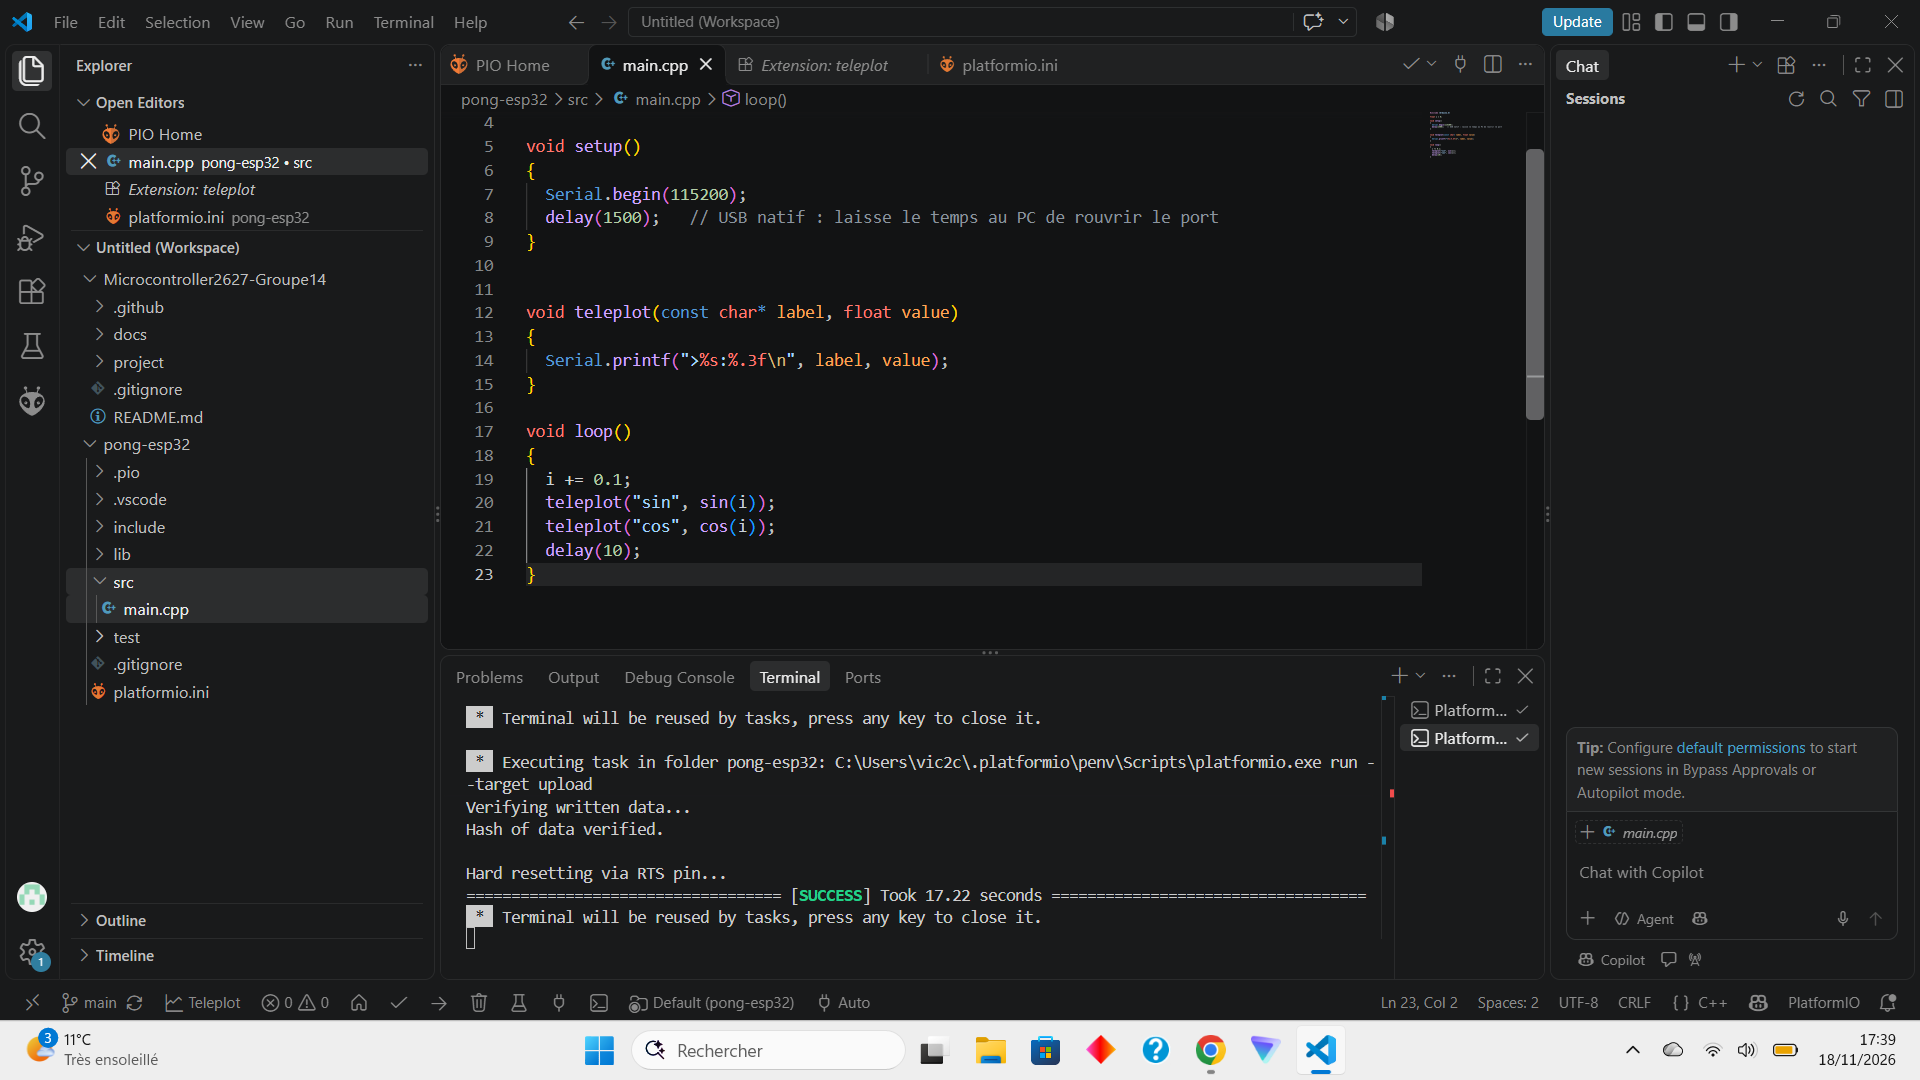 File Edit Selection View Go Run Terminal Help
Untitled (Workspace)
Update
Explorer
Open Editors
PIO Home
main.cpp pong-esp32 • src
Extension: teleplot
platformio.ini pong-esp32
Untitled (Workspace)
Microcontroller2627-Groupe14
.github
docs
project
.gitignore
README.md
pong-esp32
.pio
.vscode
include
lib
src
main.cpp
test
.gitignore
platformio.ini
Outline
Timeline
1
PIO Home
main.cpp
Extension: teleplot
platformio.ini
pong-esp32 > src > main.cpp > loop()
4
5 void setup()
6 {
7 Serial.begin(115200);
8 delay(1500); // USB natif : laisse le temps au PC de rouvrir le port
9 }
10
11
12 void teleplot(const char* label, float value)
13 {
14 Serial.printf(">%s:%.3f\n", label, value);
15 }
16
17 void loop()
18 {
19 i += 0.1;
20 teleplot("sin", sin(i));
21 teleplot("cos", cos(i));
22 delay(10);
23 }
Problems Output Debug Console Terminal Ports
* Terminal will be reused by tasks, press any key to close it.
* Executing task in folder pong-esp32: C:\Users\vic2c\.platformio\penv\Scripts\platformio.exe run -
-target upload
Verifying written data...
Hash of data verified.
Hard resetting via RTS pin...
=================================== [SUCCESS] Took 17.22 seconds ===================================
* Terminal will be reused by tasks, press any key to close it.
Platform...
Platform...
Chat
Sessions
Tip: Configure default permissions to start
new sessions in Bypass Approvals or
Autopilot mode.
main.cpp
Chat with Copilot
Agent
Copilot
main Teleplot 0 0 Default (pong-esp32) Auto
Ln 23, Col 2 Spaces: 2 UTF-8 CRLF { } C++ PlatformIO
3
11°C
Très ensoleillé
Rechercher
17:39
18/11/2026